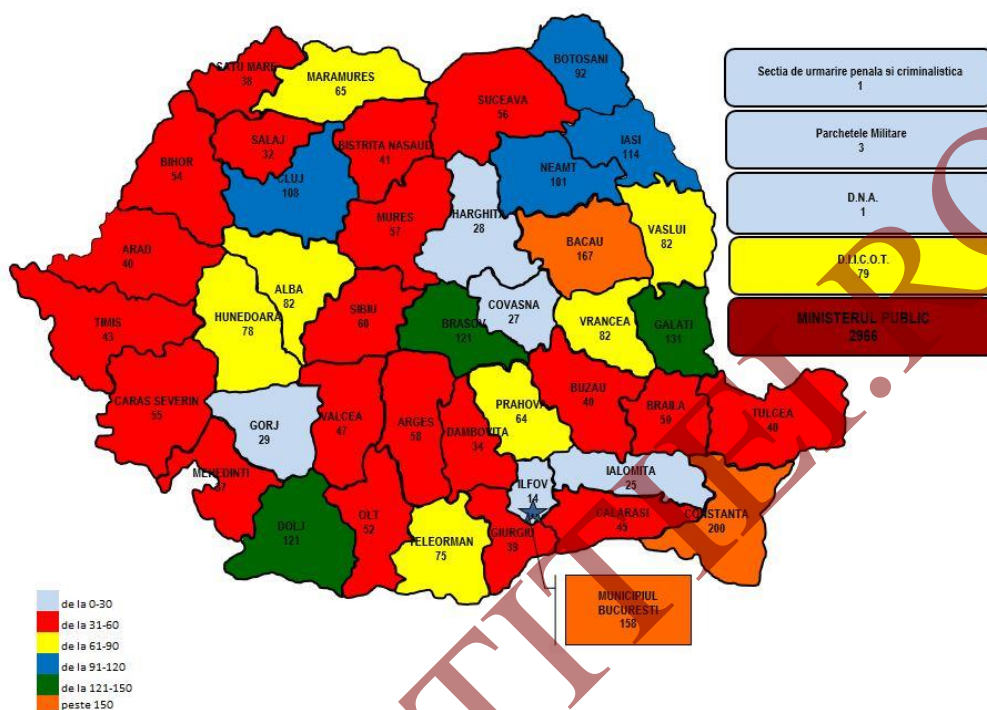 SATU MARE
38
MARAMURES
65
BOTOSANI
92
SUCEAVA
56
SALAJ
32
BISTRITA NASAUD
41
IASI
114
BIHOR
54
CLUJ
108
NEAMT
101
MURES
57
HARGHITA
28
BACAU
167
VASLUI
82
ARAD
40
ALBA
82
HUNEDOARA
78
SIBIU
60
COVASNA
27
BRASOV
121
VRANCEA
82
GALATI
131
TIMIS
43
CARAS SEVERIN
55
GORJ
29
VALCEA
47
ARGES
58
DAMBOVITA
34
PRAHOVA
64
BUZAU
40
BRAILA
50
TULCEA
40
MEHEDINTI
37
DOLJ
121
OLT
52
TELEORMAN
75
GIURGIU
39
ILFOV
14
IALOMITA
25
CALARASI
45
CONSTANTA
200
MUNICIPIUL
BUCURESTI
158
Sectia de urmarire penala si criminalistica
1
Parchetele Militare
3
D.N.A.
1
D.I.I.C.O.T.
79
MINISTERUL PUBLIC
2966
de la 0-30
de la 31-60
de la 61-90
de la 91-120
de la 121-150
peste 150
TITIEI.RO